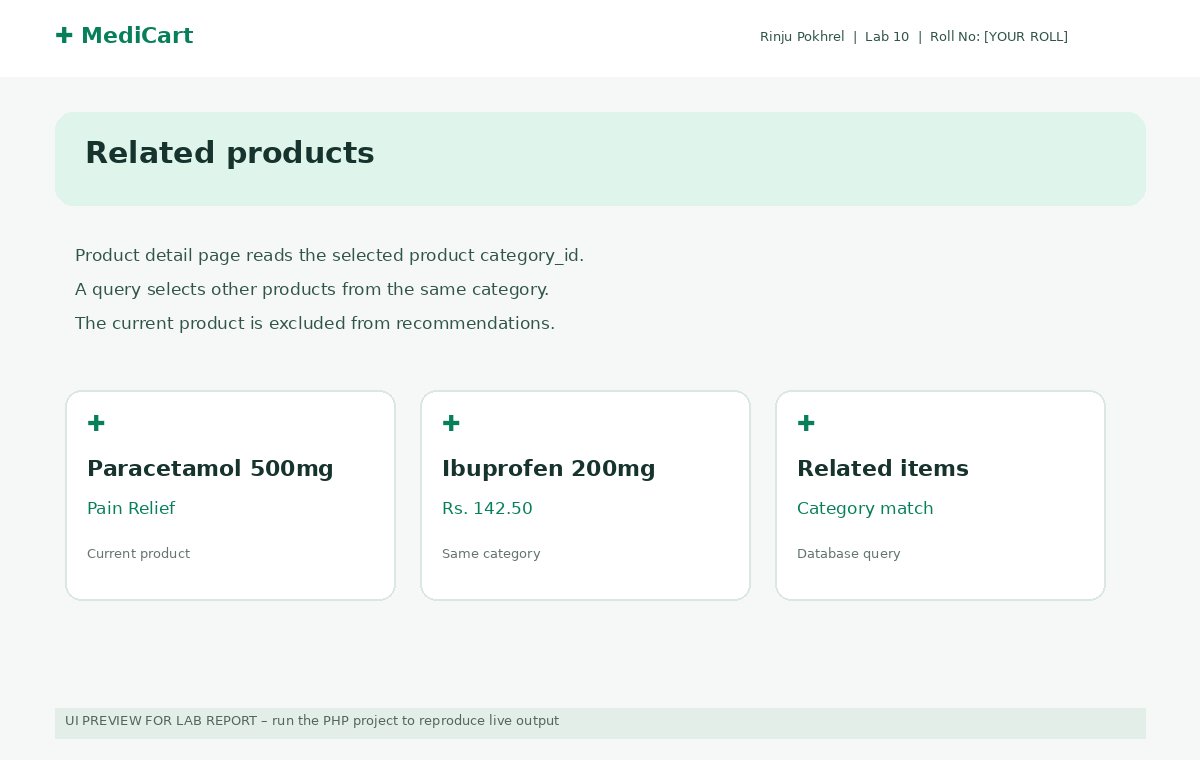 ✚ MediCart
Rinju Pokhrel | Lab 10 | Roll No: [YOUR ROLL]
Related products
Product detail page reads the selected product category_id.
A query selects other products from the same category.
The current product is excluded from recommendations.
✚
Paracetamol 500mg
Pain Relief
Current product
✚
Ibuprofen 200mg
Rs. 142.50
Same category
✚
Related items
Category match
Database query
UI PREVIEW FOR LAB REPORT – run the PHP project to reproduce live output